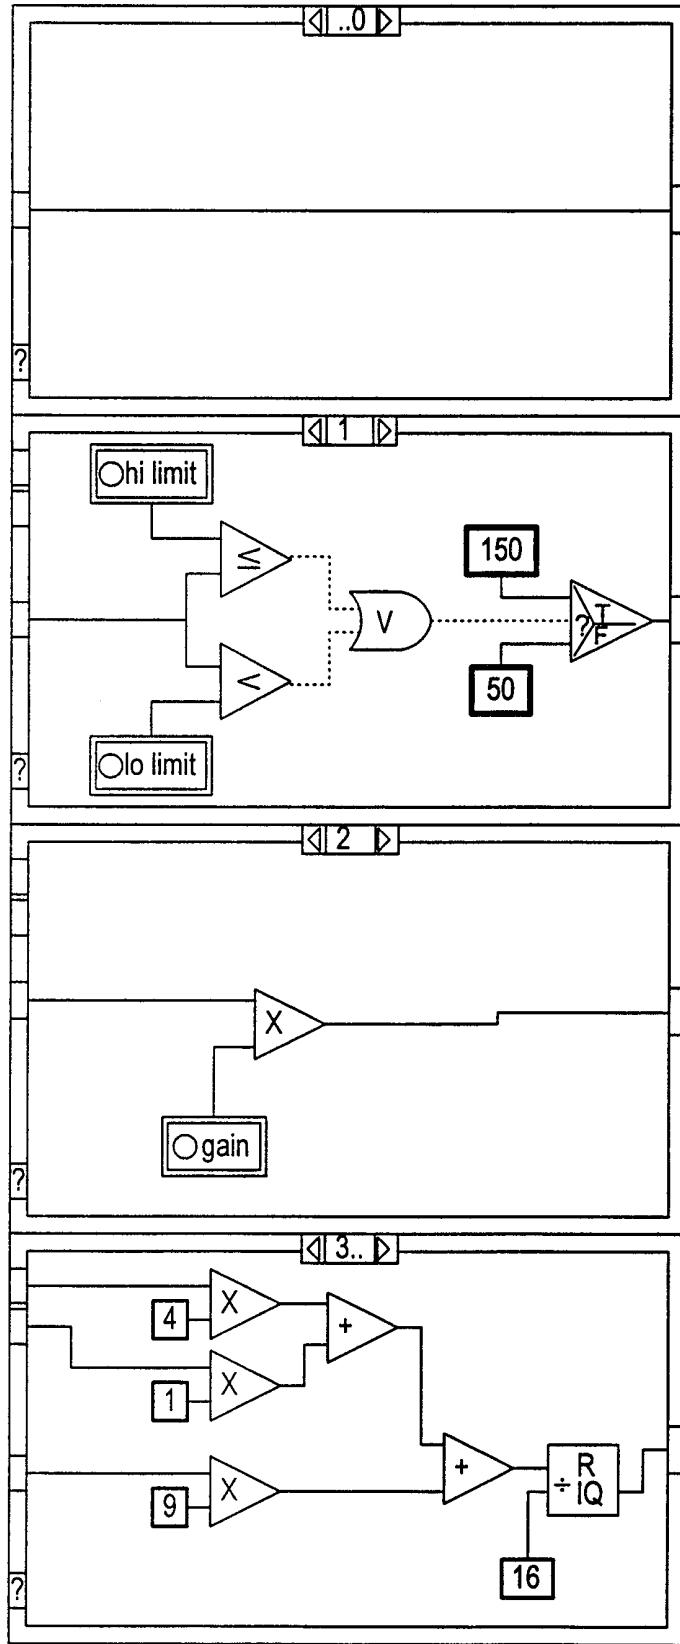 ..0
?
1
hi limit
≤
150
V
? T
F
<
50
lo limit
?
2
X
gain
?
3..
X
4
+
X
1
+
R
÷ IQ
X
9
16
?